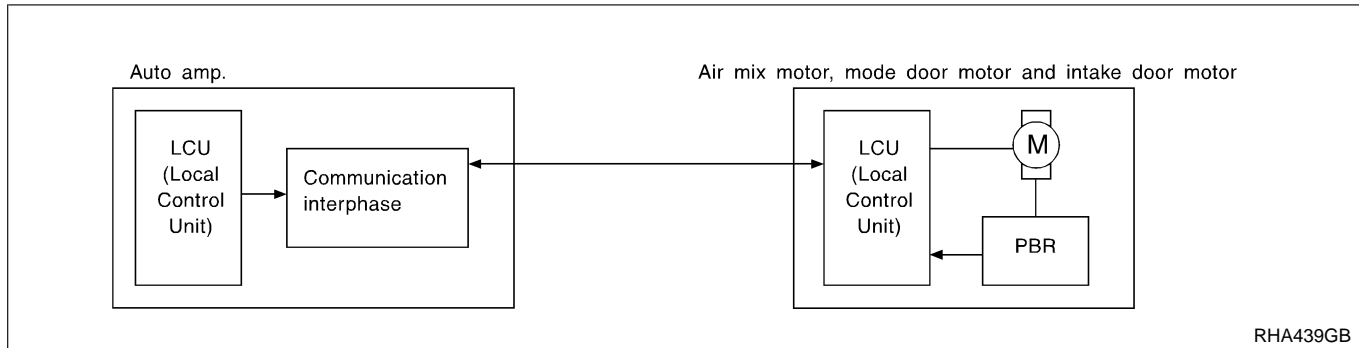 Auto amp.
Air mix motor, mode door motor and intake door motor
LCU
(Local
Control
Unit)
Communication
interphase
LCU
(Local
Control
Unit)
M
PBR
RHA439GB